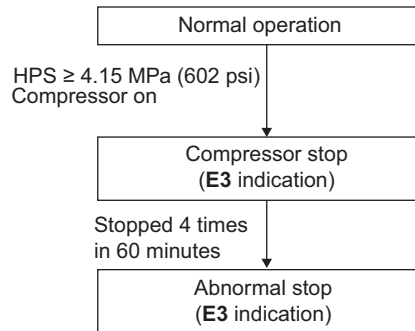 Normal operation
HPS ≥ 4.15 MPa (602 psi)
Compressor on
Compressor stop
(E3 indication)
Stopped 4 times
in 60 minutes
Abnormal stop
(E3 indication)